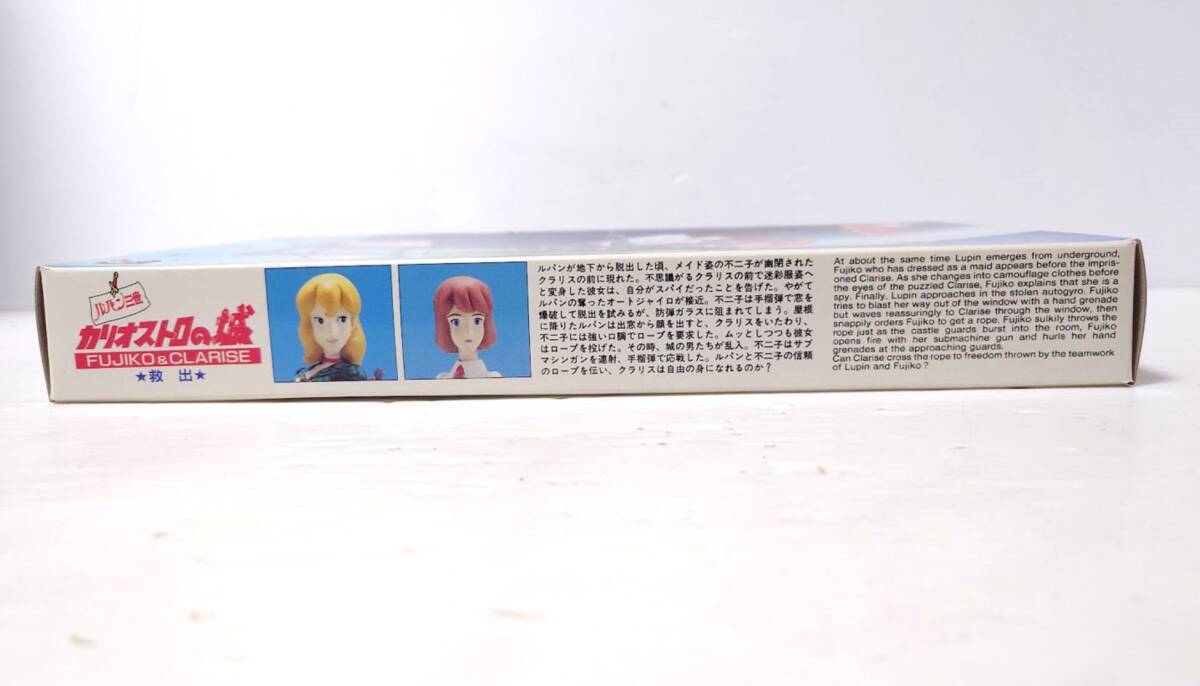 ルパン三世
カリオストロの城
FUJIKO & CLARISE
★救 出★
ルパンが地下から脱出した頃、メイド姿の不二子が幽閉された
クラリスの前に現れた。不思議がるクラリスの前で迷彩服姿へ
と変身した彼女は、自分がスパイだったことを告げた。やがて
ルパンの奪ったオートジャイロが接近。不二子は手榴弾で窓を
爆破して脱出を試みるが、防弾ガラスに阻まれてしまう。屋根
に降りたルパンは出窓から顔を出すと、クラリスをいたわり、
不二子には強い口調でロープを要求した。ムッとしつつも彼女
はロープを投げた。その時、城の男たちが乱入。不二子はサブ
マシンガンを連射、手榴弾で応戦した。ルパンと不二子の信頼
のロープを伝い、クラリスは自由の身になれるのか？
At about the same time Lupin emerges from underground,
Fujiko who has dressed as a maid appears before the impris-
oned Clarise. As she changes into camouflage clothes before
the eyes of the puzzled Clarise, Fujiko explains that she is a
spy. Finally, Lupin approaches in the stolen autogyro. Fujiko
tries to blast her way out of the window with a hand grenade
but waves reassuringly to Clarise through the window, then
snappily orders Fujiko to get a rope. Fujiko sulkily throws the
rope just as the castle guards burst into the room, Fujiko
opens fire with her submachine gun and hurls her hand
grenades at the approaching guards.
Can Clarise cross the rope to freedom thrown by the teamwork
of Lupin and Fujiko?